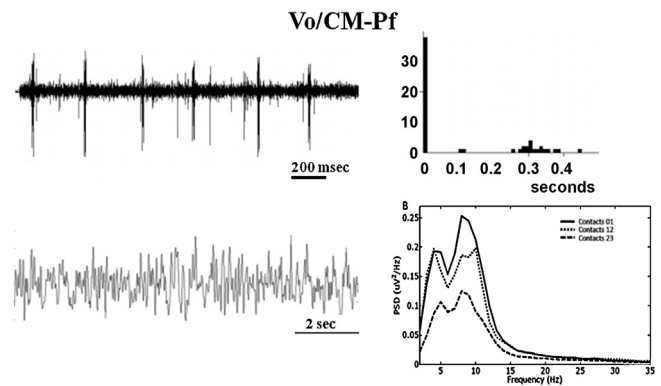 Vo/CM-Pf
200 msec
30
20
10
0
0 0.1 0.2 0.3 0.4
seconds
2 sec
B
Contacts 01
Contacts 12
Contacts 23
PSD (uV²/Hz)
0.25
0.2
0.15
0.1
0.05
0
5 10 15 20 25 30 35
Frequency (Hz)